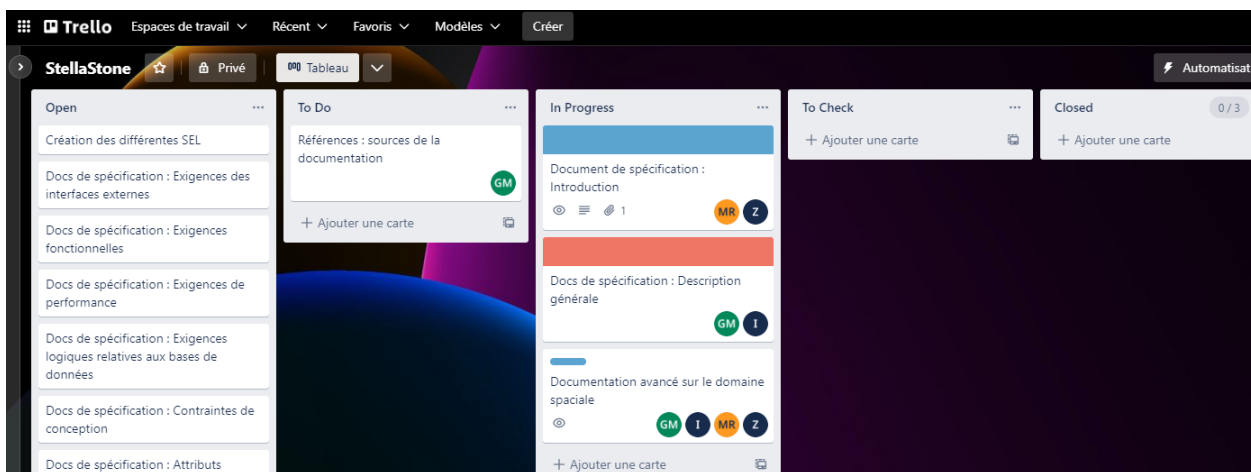 Trello Espaces de travail Récent Favoris Modèles Créer
StellaStone Privé Tableau Automatisat
Open
Création des différentes SEL
Docs de spécification : Exigences des
interfaces externes
Docs de spécification : Exigences
fonctionnelles
Docs de spécification : Exigences de
performance
Docs de spécification : Exigences
logiques relatives aux bases de
données
Docs de spécification : Contraintes de
conception
Docs de spécification : Attributs
To Do
Références : sources de la
documentation
GM
+ Ajouter une carte
In Progress
Document de spécification :
Introduction
1 MR Z
Docs de spécification : Description
générale
GM I
Documentation avancé sur le domaine
spaciale
GM I MR Z
+ Ajouter une carte
To Check
+ Ajouter une carte
Closed 0 / 3
+ Ajouter une carte